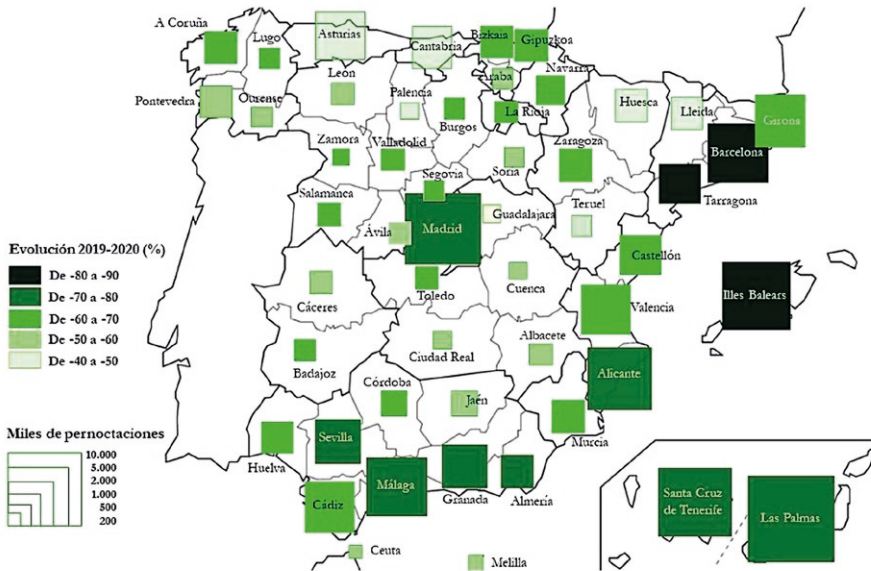 A Coruña
Lugo
Asturias
Cantabria
Bizkaia
Gipuzkoa
Navarra
Araba
León
Palencia
Burgos
La Rioja
Huesca
Lleida
Girona
Barcelona
Tarragona
Pontevedra
Ourense
Zamora
Valladolid
Segovia
Soria
Zaragoza
Salamanca
Ávila
Madrid
Guadalajara
Teruel
Castellón
Illes Balears
Evolución 2019-2020 (%)
De -80 a -90
De -70 a -80
De -60 a -70
De -50 a -60
De -40 a -50
Cáceres
Toledo
Cuenca
Valencia
Badajoz
Ciudad Real
Albacete
Alicante
Córdoba
Jaén
Murcia
Huelva
Sevilla
Cádiz
Málaga
Granada
Almería
Ceuta
Melilla
Miles de pernoctaciones
10.000
5.000
2.000
1.000
500
200
Santa Cruz
de Tenerife
Las Palmas